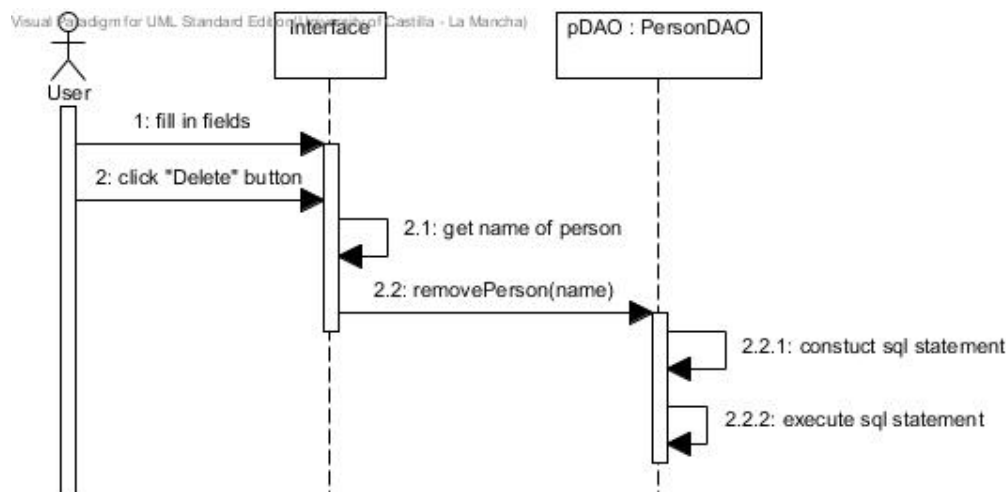 Visual Paradigm for UML Standard Edition(University of Castilla - La Mancha)
interface
pDAO : PersonDAO
User
1: fill in fields
2: click "Delete" button
2.1: get name of person
2.2: removePerson(name)
2.2.1: constuct sql statement
2.2.2: execute sql statement